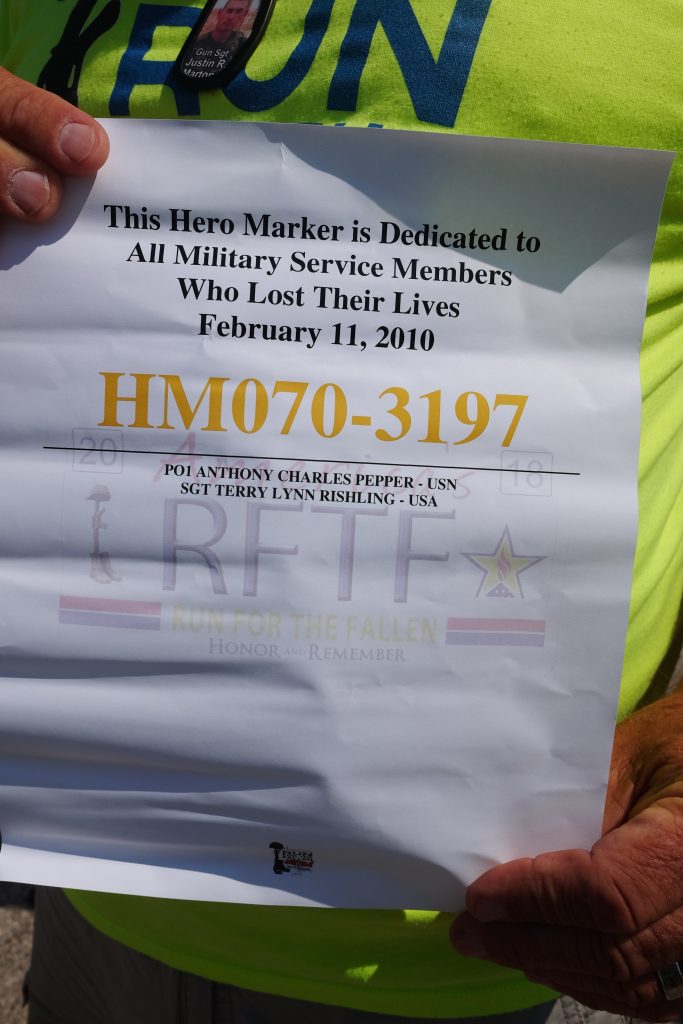 RUN
Gun Sgt
Justin R.
This Hero Marker is Dedicated to
All Military Service Members
Who Lost Their Lives
February 11, 2010
HM070-3197
20 America's 18
PO1 ANTHONY CHARLES PEPPER - USN
SGT TERRY LYNN RISHLING - USA
RFTF
RUN FOR THE FALLEN
HONOR AND REMEMBER
RUN